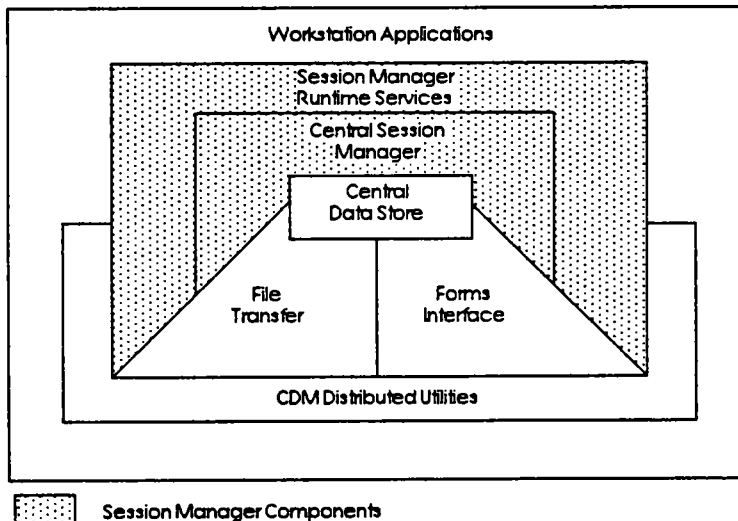 Workstation Applications
Session Manager
Runtime Services
Central Session
Manager
Central
Data Store
File
Transfer
Forms
Interface
CDM Distributed Utilities
Session Manager Components